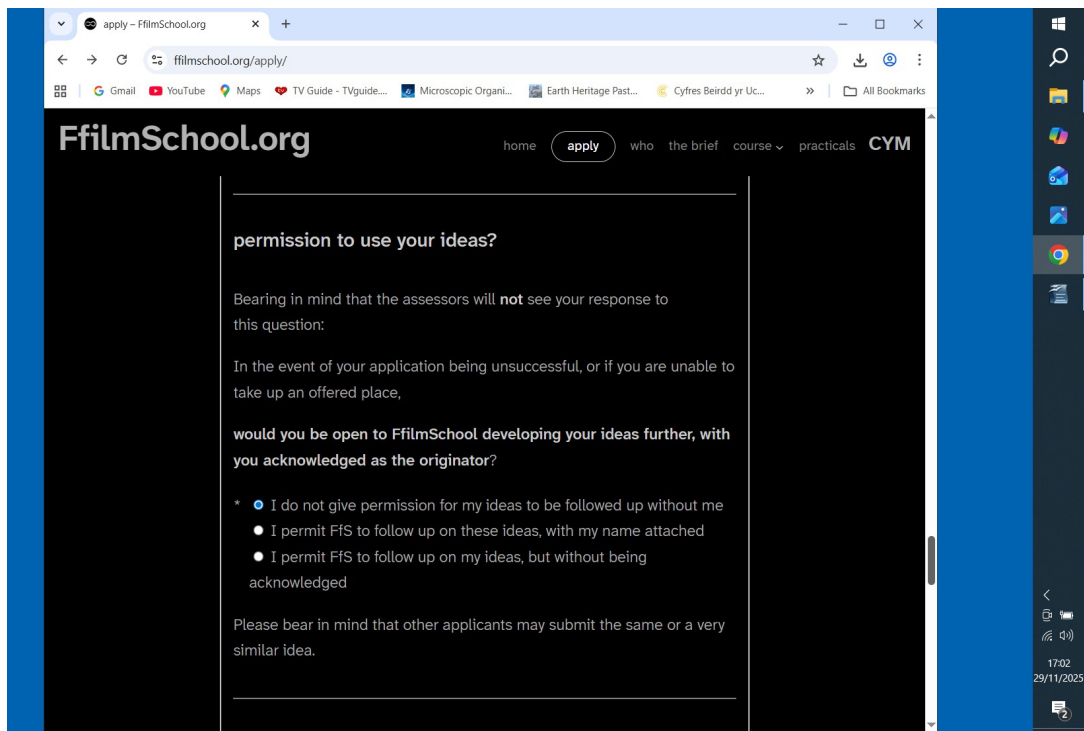 apply – FfilmSchool.org
ffilmschool.org/apply/
Gmail YouTube Maps TV Guide - TVguide.... Microscopic Organi... Earth Heritage Past... Cyfres Beirdd yr Uc... » All Bookmarks
FfilmSchool.org
home apply who the brief course practicals CYM
permission to use your ideas?
Bearing in mind that the assessors will not see your response to
this question:
In the event of your application being unsuccessful, or if you are unable to
take up an offered place,
would you be open to FfilmSchool developing your ideas further, with
you acknowledged as the originator?
* I do not give permission for my ideas to be followed up without me
I permit FfS to follow up on these ideas, with my name attached
I permit FfS to follow up on my ideas, but without being
acknowledged
Please bear in mind that other applicants may submit the same or a very
similar idea.
17:02
29/11/2025
2